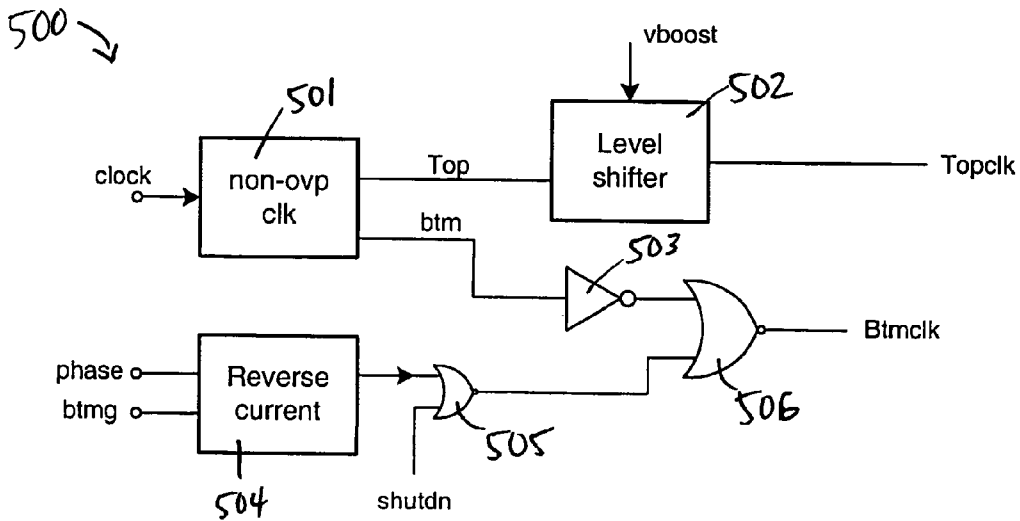 500
vboost
501
502
clock
non-ovp
clk
Top
Level
shifter
Topclk
btm
503
Btmclk
phase
btmg
Reverse
current
505
506
504
shutdn